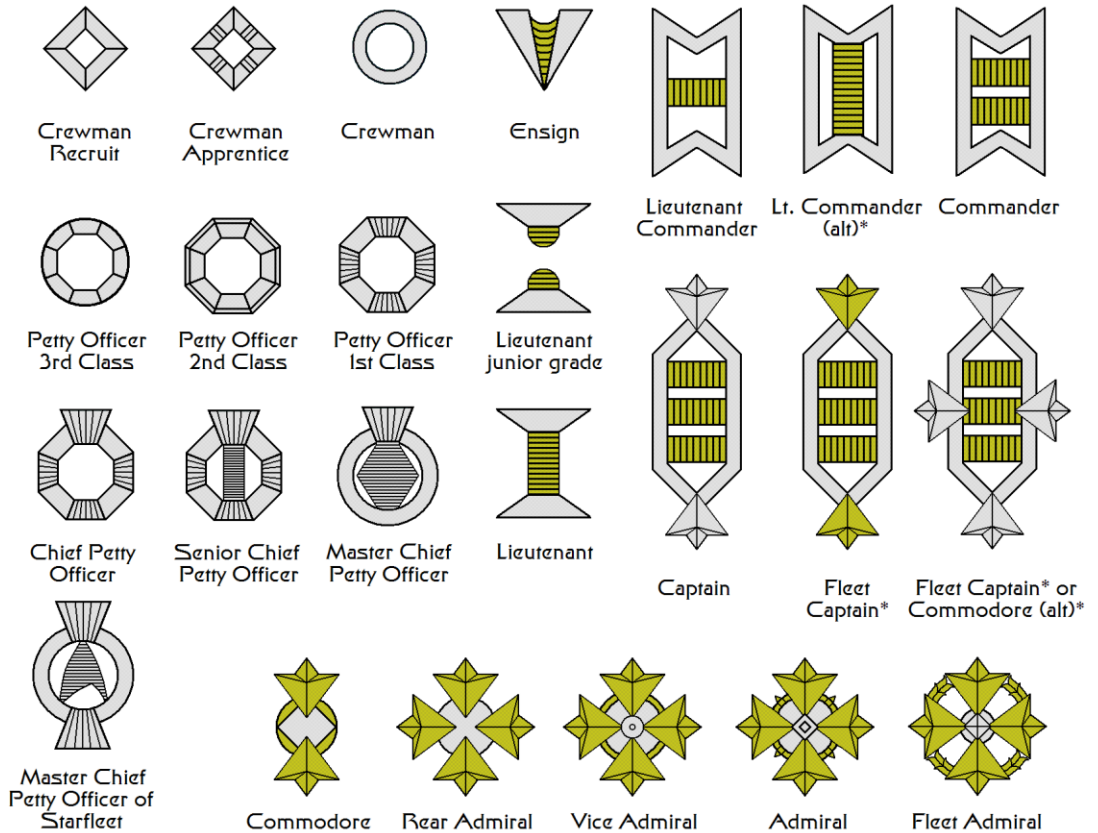 Crewman
Recruit
Crewman
Apprentice
Crewman
Ensign
Lieutenant
Commander
Lt. Commander
(alt)*
Commander
Petty Officer
3rd Class
Petty Officer
2nd Class
Petty Officer
1st Class
Lieutenant
junior grade
Chief Petty
Officer
Senior Chief
Petty Officer
Master Chief
Petty Officer
Lieutenant
Captain
Fleet
Captain*
Fleet Captain* or
Commodore (alt)*
Master Chief
Petty Officer of
Starfleet
Commodore
Rear Admiral
Vice Admiral
Admiral
Fleet Admiral